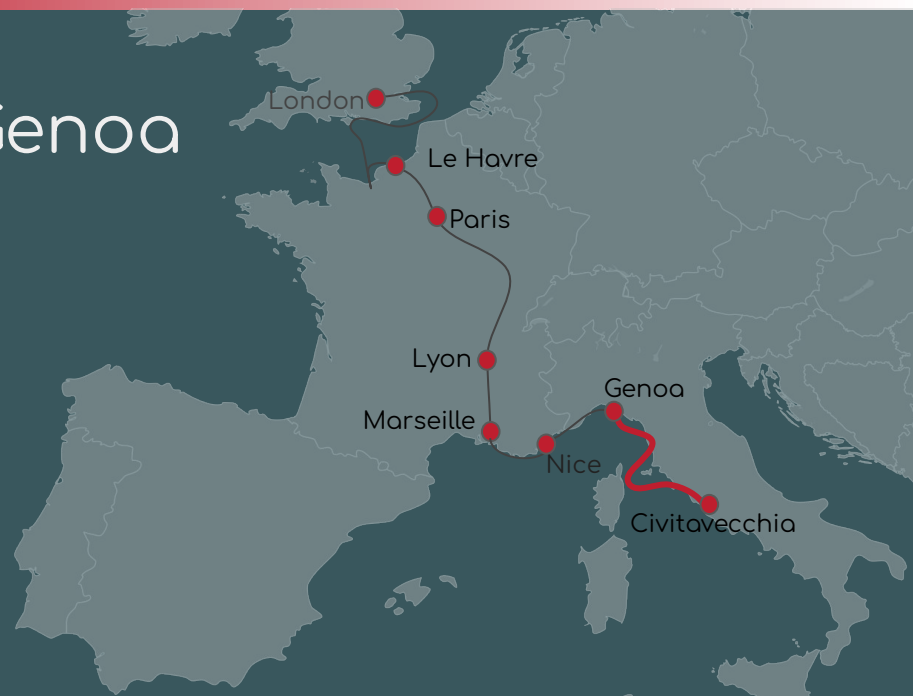 Genoa
London
Le Havre
Paris
Lyon
Genoa
Marseille
Nice
Civitavecchia